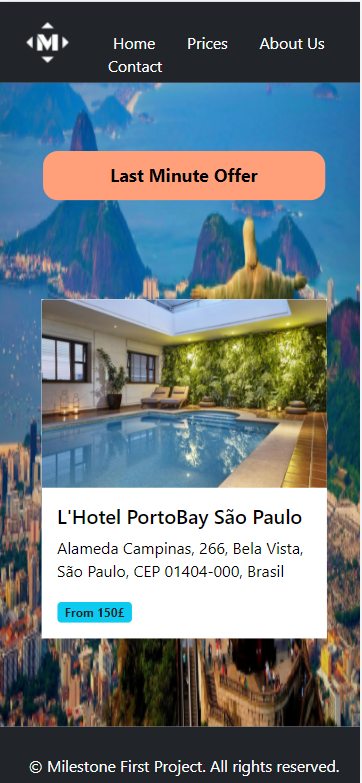 M
Home Prices About Us
Contact
Last Minute Offer
L'Hotel PortoBay São Paulo
Alameda Campinas, 266, Bela Vista,
São Paulo, CEP 01404-000, Brasil
From 150£
© Milestone First Project. All rights reserved.